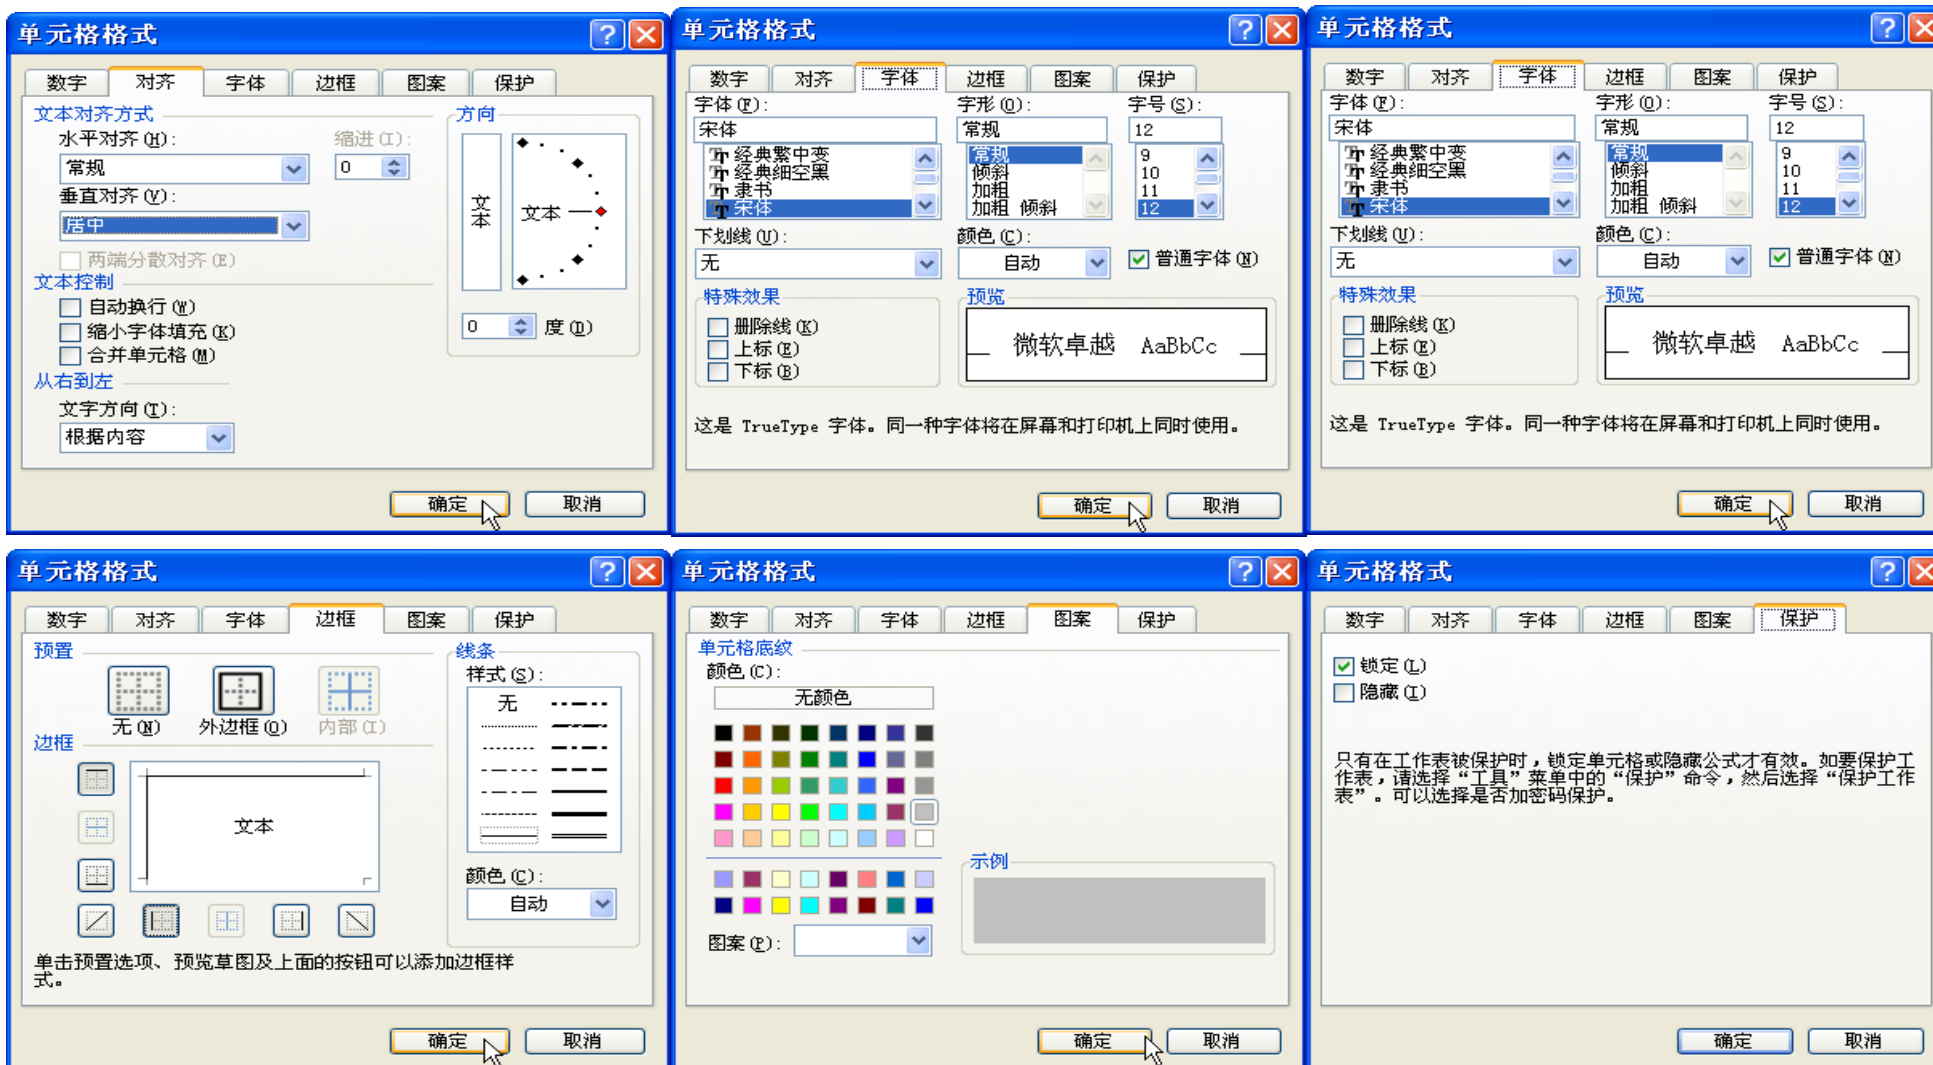 单元格格式
数字 对齐 字体 边框 图案 保护
文本对齐方式
水平对齐(H):
缩进(I):
常规
0
垂直对齐(V):
居中
两端分散对齐(E)
文本控制
自动换行(W)
缩小字体填充(K)
合并单元格(M)
从右到左
文字方向(T):
根据内容
方向
文本
文本
0 度(D)
确定 取消
单元格格式
数字 对齐 字体 边框 图案 保护
字体(F): 字形(O): 字号(S):
宋体 常规 12
经典繁中变 常规 9
经典细空黑 倾斜 10
隶书 加粗 11
宋体 加粗 倾斜 12
下划线(U): 颜色(C):
无 自动 普通字体(N)
特殊效果
删除线(K)
上标(E)
下标(B)
预览
微软卓越 AaBbCc
这是 TrueType 字体。同一种字体将在屏幕和打印机上同时使用。
确定 取消
单元格格式
数字 对齐 字体 边框 图案 保护
字体(F): 字形(O): 字号(S):
宋体 常规 12
经典繁中变 常规 9
经典细空黑 倾斜 10
隶书 加粗 11
宋体 加粗 倾斜 12
下划线(U): 颜色(C):
无 自动 普通字体(N)
特殊效果
删除线(K)
上标(E)
下标(B)
预览
微软卓越 AaBbCc
这是 TrueType 字体。同一种字体将在屏幕和打印机上同时使用。
确定 取消
单元格格式
数字 对齐 字体 边框 图案 保护
预置
无(N) 外边框(O) 内部(I)
边框
文本
线条
样式(S):
无
颜色(C):
自动
单击预置选项、预览草图及上面的按钮可以添加边框样
式。
确定 取消
单元格格式
数字 对齐 字体 边框 图案 保护
单元格底纹
颜色(C):
无颜色
图案(P):
示例
确定 取消
单元格格式
数字 对齐 字体 边框 图案 保护
锁定(L)
隐藏(I)
只有在工作表被保护时，锁定单元格或隐藏公式才有效。如要保护工
作表，请选择“工具”菜单中的“保护”命令，然后选择“保护工作
表”。可以选择是否加密码保护。
确定 取消